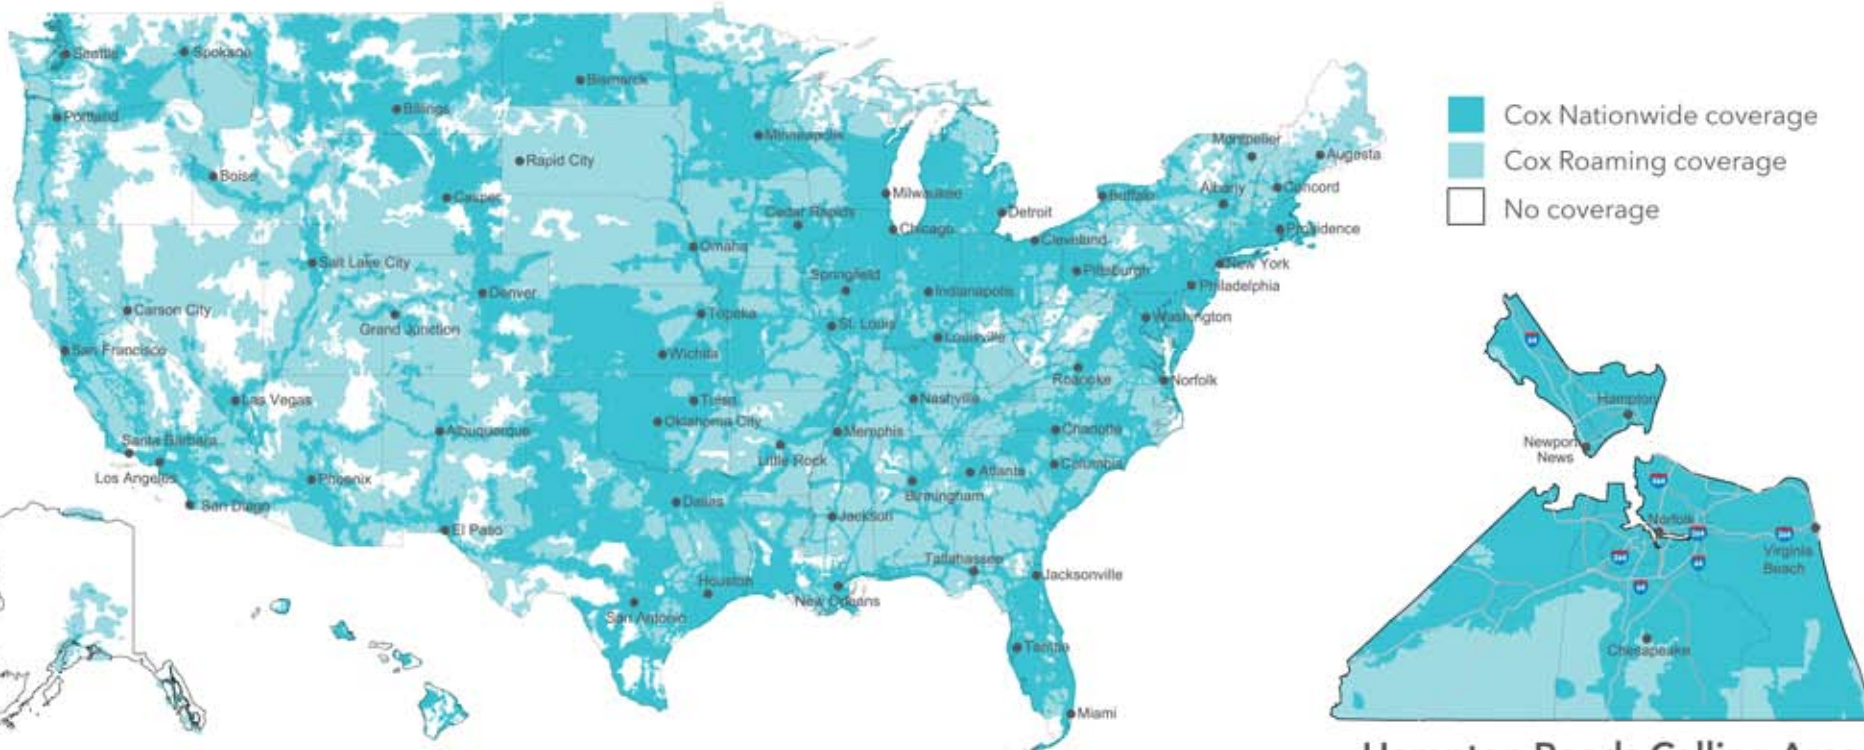 Seattle
Spokane
Portland
Billings
Bismarck
Minneapolis
Rapid City
Boise
Casper
Montpelier
Augusta
Milwaukee
Buffalo
Albany
Concord
Cedar Rapids
Detroit
Chicago
Cleveland
Providence
Omaha
Salt Lake City
Springfield
Pittsburgh
New York
Denver
Indianapolis
Philadelphia
Carson City
Grand Junction
Topeka
St. Louis
Washington
Louisville
San Francisco
Wichita
Roanoke
Norfolk
Las Vegas
Tulsa
Nashville
Oklahoma City
Albuquerque
Memphis
Charlotte
Santa Barbara
Little Rock
Atlanta
Columbia
Los Angeles
Phoenix
Birmingham
San Diego
Dallas
Jackson
El Paso
Tallahassee
Jacksonville
Houston
New Orleans
San Antonio
Tampa
Miami
Cox Nationwide coverage
Cox Roaming coverage
No coverage
64
Hampton
Newport
News
Norfolk
Virginia
Beach
Chesapeake